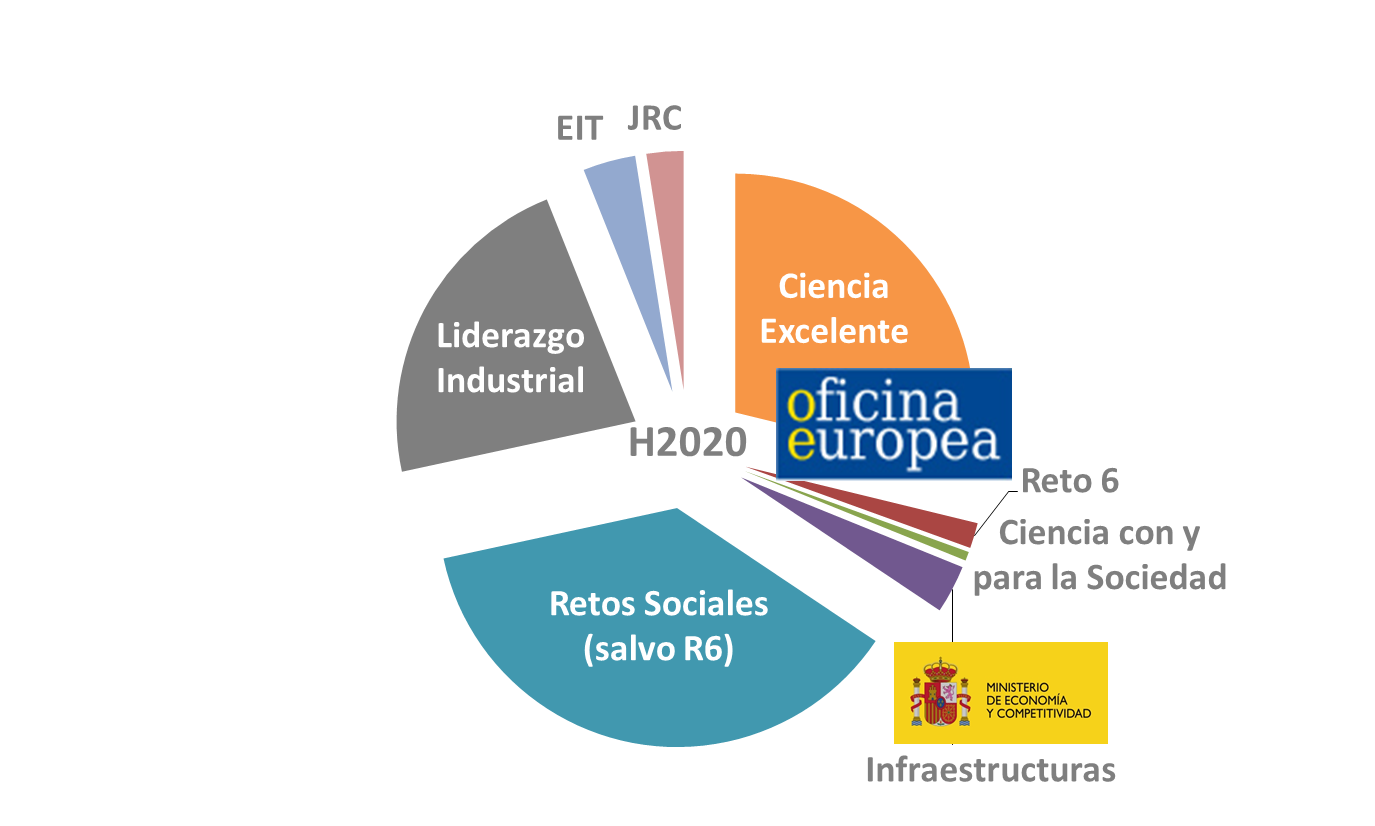 EIT
JRC
Ciencia
Excelente
Liderazgo
Industrial
H2020
oficina
europea
Reto 6
Ciencia con y
para la Sociedad
Retos Sociales
(salvo R6)
MINISTERIO
DE ECONOMÍA
Y COMPETITIVIDAD
Infraestructuras